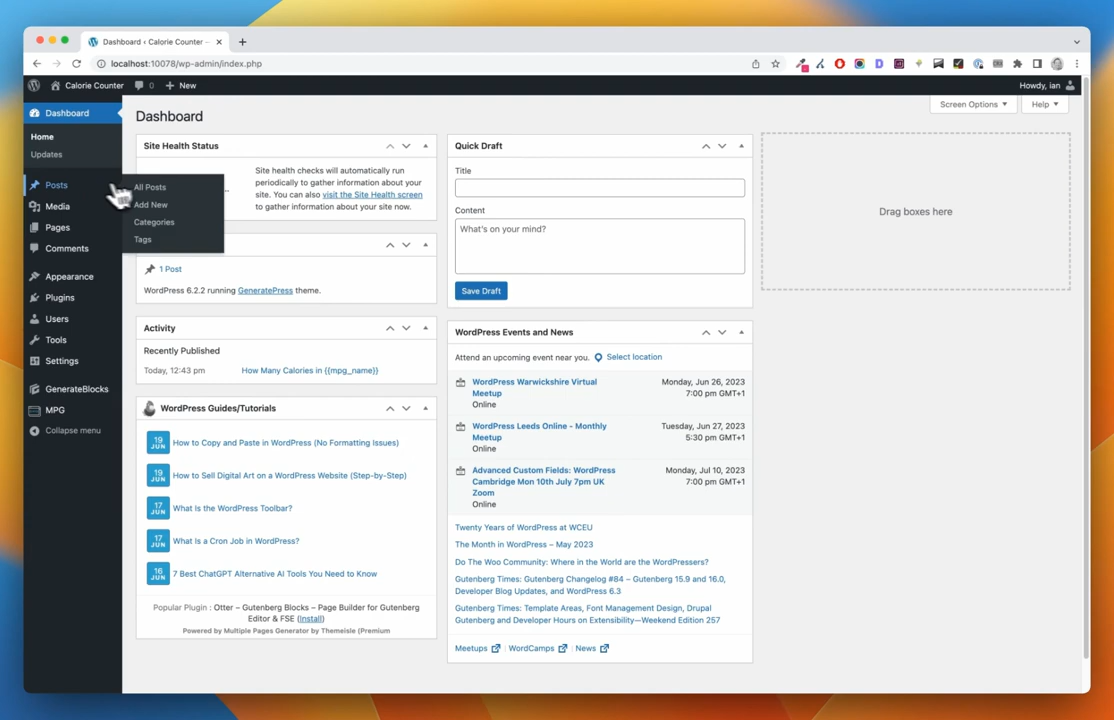 Dashboard ‹ Calorie Counter –
localhost:10078/wp-admin/index.php
Calorie Counter
0
New
Howdy, ian
Dashboard
Home
Updates
Posts
Media
Pages
Comments
Appearance
Plugins
Users
Tools
Settings
GenerateBlocks
MPG
Collapse menu
All Posts
Add New
Categories
Tags
Dashboard
Screen Options
Help
Site Health Status
Site health checks will automatically run
periodically to gather information about your
site. You can also visit the Site Health screen
to gather information about your site now.
1 Post
WordPress 6.2.2 running GeneratePress theme.
Activity
Recently Published
Today, 12:43 pm
How Many Calories in {{mpg_name}}
WordPress Guides/Tutorials
19 JUN
How to Copy and Paste in WordPress (No Formatting Issues)
19 JUN
How to Sell Digital Art on a WordPress Website (Step-by-Step)
17 JUN
What Is the WordPress Toolbar?
17 JUN
What Is a Cron Job in WordPress?
16 JUN
7 Best ChatGPT Alternative AI Tools You Need to Know
Popular Plugin : Otter – Gutenberg Blocks – Page Builder for Gutenberg
Editor & FSE (Install)
Powered by Multiple Pages Generator by Themeisle (Premium
Quick Draft
Title
Content
What's on your mind?
Save Draft
WordPress Events and News
Attend an upcoming event near you.
Select location
WordPress Warwickshire Virtual
Meetup
Online
Monday, Jun 26, 2023
7:00 pm GMT+1
WordPress Leeds Online - Monthly
Meetup
Online
Tuesday, Jun 27, 2023
5:30 pm GMT+1
Advanced Custom Fields: WordPress
Cambridge Mon 10th July 7pm UK
Zoom
Online
Monday, Jul 10, 2023
7:00 pm GMT+1
Twenty Years of WordPress at WCEU
The Month in WordPress – May 2023
Do The Woo Community: Where in the World are the WordPressers?
Gutenberg Times: Gutenberg Changelog #84 – Gutenberg 15.9 and 16.0,
Developer Blog Updates, and WordPress 6.3
Gutenberg Times: Template Areas, Font Management Design, Drupal
Gutenberg and Developer Hours on Extensibility—Weekend Edition 257
Meetups | WordCamps | News
Drag boxes here